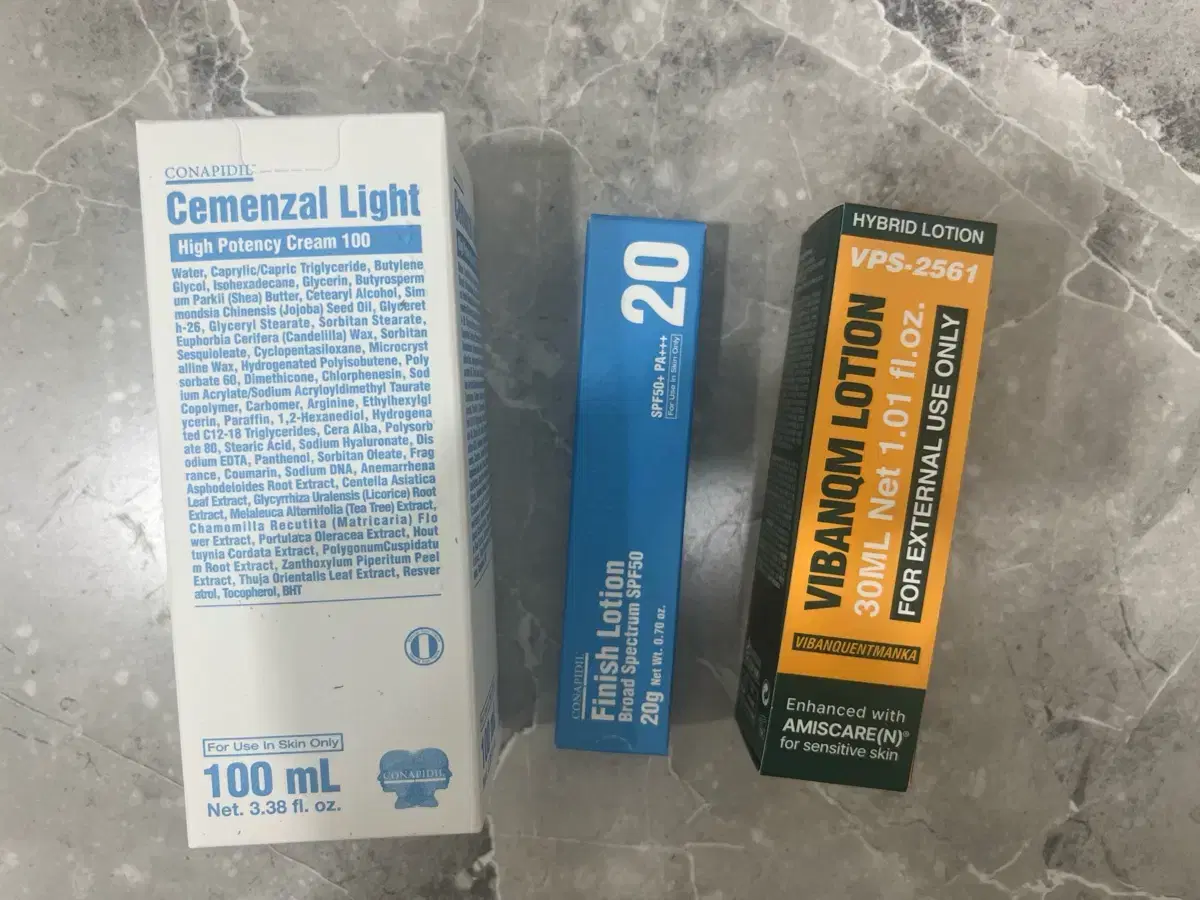 CONAPIDIL™
Cemenzal Light
High Potency Cream 100
Water, Caprylic/Capric Triglyceride, Butylene
Glycol, Isohexadecane, Glycerin, Butyrosperm
um Parkii (Shea) Butter, Cetearyl Alcohol, Sim
mondsia Chinensis (Jojoba) Seed Oil, Glyceret
h-26, Glyceryl Stearate, Sorbitan Stearate,
Euphorbia Cerifera (Candelilla) Wax, Sorbitan
Sesquioleate, Cyclopentasiloxane, Microcryst
alline Wax, Hydrogenated Polyisobutene, Poly
sorbate 60, Dimethicone, Chlorphenesin, Sod
ium Acrylate/Sodium Acryloyldimethyl Taurate
Copolymer, Carbomer, Arginine, Ethylhexylgl
ycerin, Paraffin, 1,2-Hexanediol, Hydrogena
ted C12-18 Triglycerides, Cera Alba, Polysorb
ate 80, Stearic Acid, Sodium Hyaluronate, Dis
odium EDTA, Panthenol, Sorbitan Oleate, Frag
rance, Coumarin, Sodium DNA, Anemarrhena
Asphodeloides Root Extract, Centella Asiatica
Leaf Extract, Glycyrrhiza Uralensis (Licorice) Root
Extract, Melaleuca Alternifolia (Tea Tree) Extract,
Chamomilla Recutita (Matricaria) Flo
wer Extract, Portulaca Oleracea Extract, Hout
tuynia Cordata Extract, PolygonumCuspidatu
m Root Extract, Zanthoxylum Piperitum Peel
Extract, Thuja Orientalis Leaf Extract, Resver
atrol, Tocopherol, BHT
For Use In Skin Only
100 mL
Net. 3.38 fl. oz.
CONAPIDIL
CONAPIDIL
Finish Lotion
Broad Spectrum SPF50
20g Net Wt. 0.70 oz.
20
SPF50+ PA+++
For Use In Skin Only
HYBRID LOTION
VPS-2561
VIBANQM LOTION
30ML Net 1.01 fl.oz.
FOR EXTERNAL USE ONLY
VIBANQUENTMANKA
Enhanced with
AMISCARE(N)®
for sensitive skin